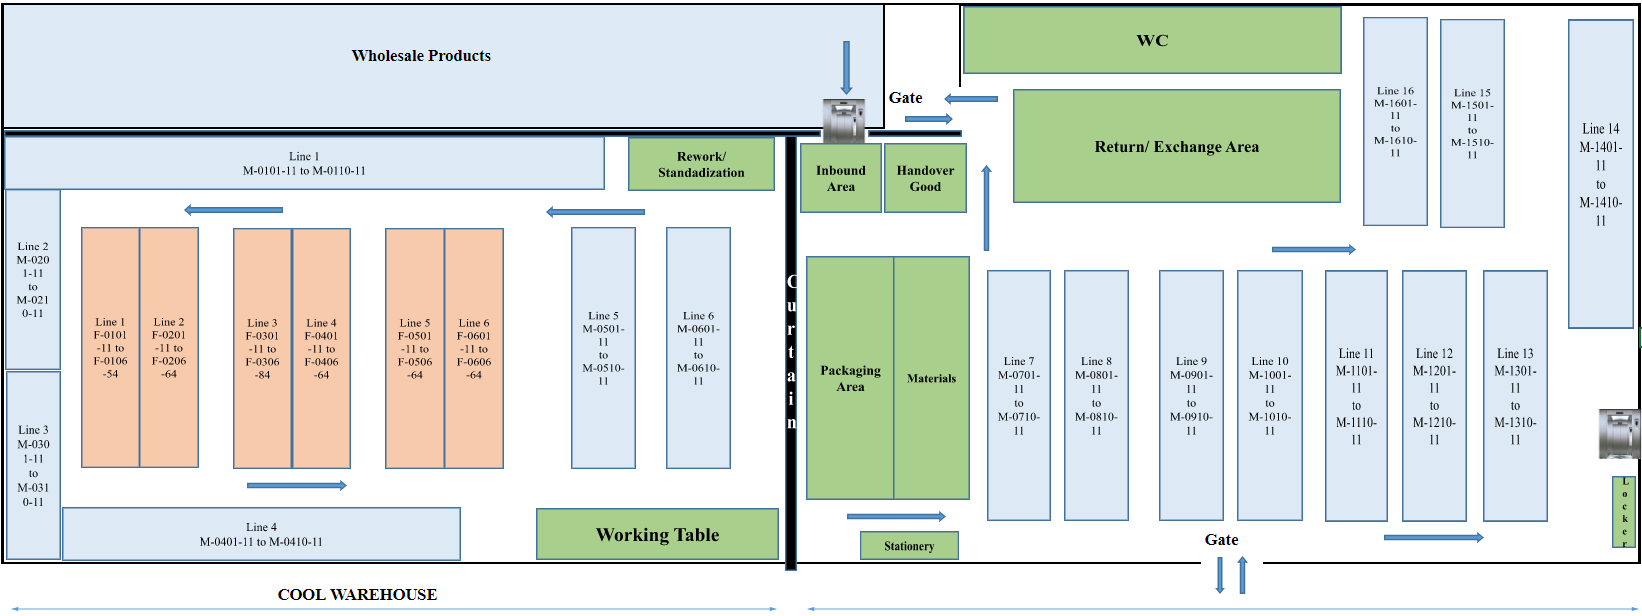 Wholesale Products
WC
Gate
Return/ Exchange Area
Line 16
M-1601-
11
to
M-1610-
11
Line 15
M-1501-
11
to
M-1510-
11
Line 14
M-1401-
11
to
M-1410-
11
Line 1
M-0101-11 to M-0110-11
Rework/
Standadization
Inbound
Area
Handover
Good
Line 2
M-020
1-11
to
M-021
0-11
Line 3
M-030
1-11
to
M-031
0-11
Line 1
F-0101
-11 to
F-0106
-54
Line 2
F-0201
-11 to
F-0206
-64
Line 3
F-0301
-11 to
F-0306
-84
Line 4
F-0401
-11 to
F-0406
-64
Line 5
F-0501
-11 to
F-0506
-64
Line 6
F-0601
-11 to
F-0606
-64
Line 5
M-0501-
11
to
M-0510-
11
Line 6
M-0601-
11
to
M-0610-
11
C
u
r
t
a
i
n
Packaging
Area
Materials
Line 7
M-0701-
11
to
M-0710-
11
Line 8
M-0801-
11
to
M-0810-
11
Line 9
M-0901-
11
to
M-0910-
11
Line 10
M-1001-
11
to
M-1010-
11
Line 11
M-1101-
11
to
M-1110-
11
Line 12
M-1201-
11
to
M-1210-
11
Line 13
M-1301-
11
to
M-1310-
11
L
o
c
k
e
r
Line 4
M-0401-11 to M-0410-11
Working Table
Stationery
Gate
COOL WAREHOUSE